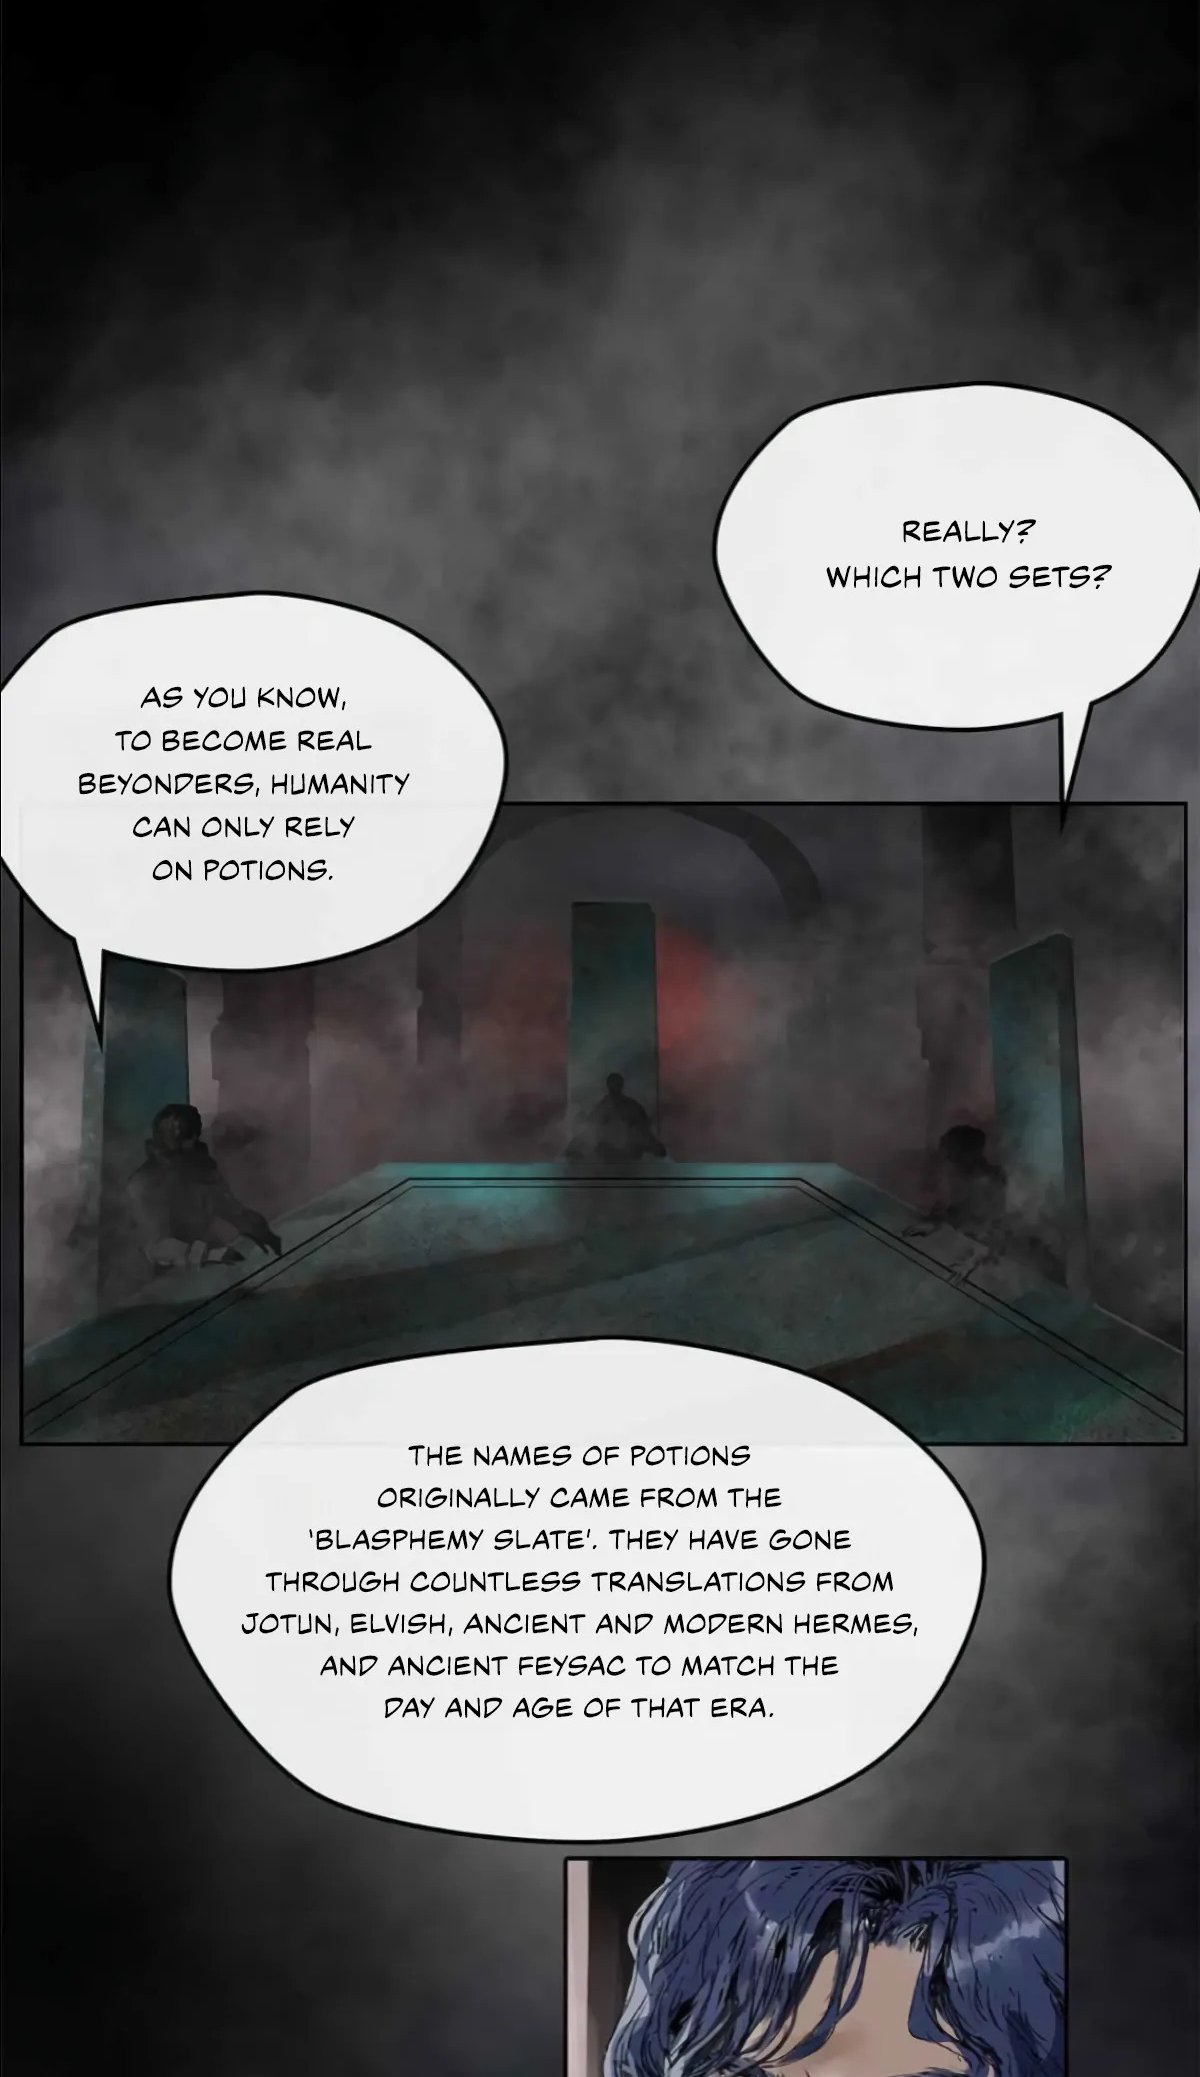 REALLY?
WHICH TWO SETS?
AS YOU KNOW,
TO BECOME REAL
BEYONDERS, HUMANITY
CAN ONLY RELY
ON POTIONS.
THE NAMES OF POTIONS
ORIGINALLY CAME FROM THE
'BLASPHEMY SLATE'. THEY HAVE GONE
THROUGH COUNTLESS TRANSLATIONS FROM
JOTUN, ELVISH, ANCIENT AND MODERN HERMES,
AND ANCIENT FEYSAC TO MATCH THE
DAY AND AGE OF THAT ERA.